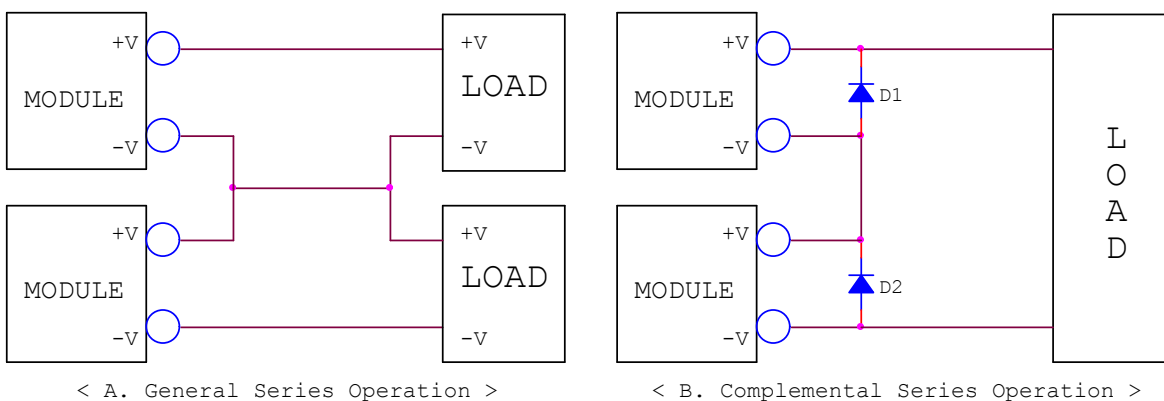 +V
MODULE
-V
+V
LOAD
-V
+V
MODULE
-V
+V
LOAD
-V
< A. General Series Operation >
+V
MODULE
-V
D1
+V
MODULE
-V
D2
L
O
A
D
< B. Complemental Series Operation >